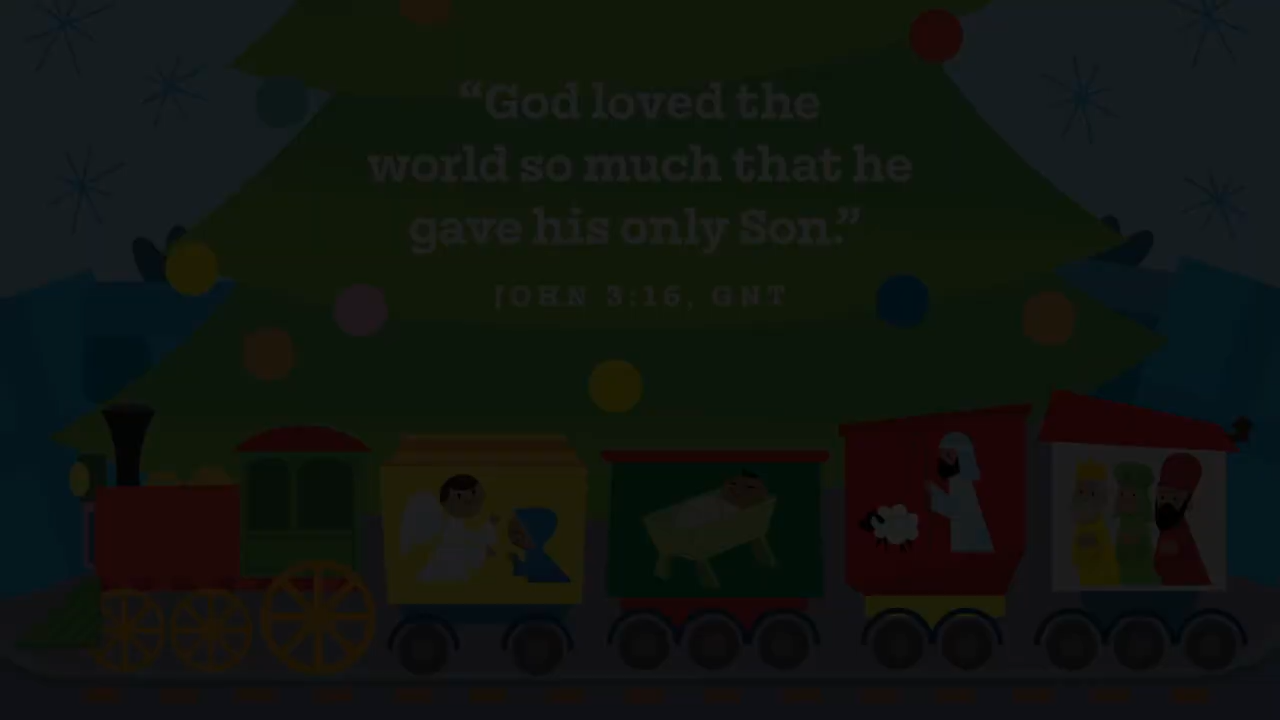 “God loved the
world so much that he
gave his only Son.”
JOHN 3:16, GNT